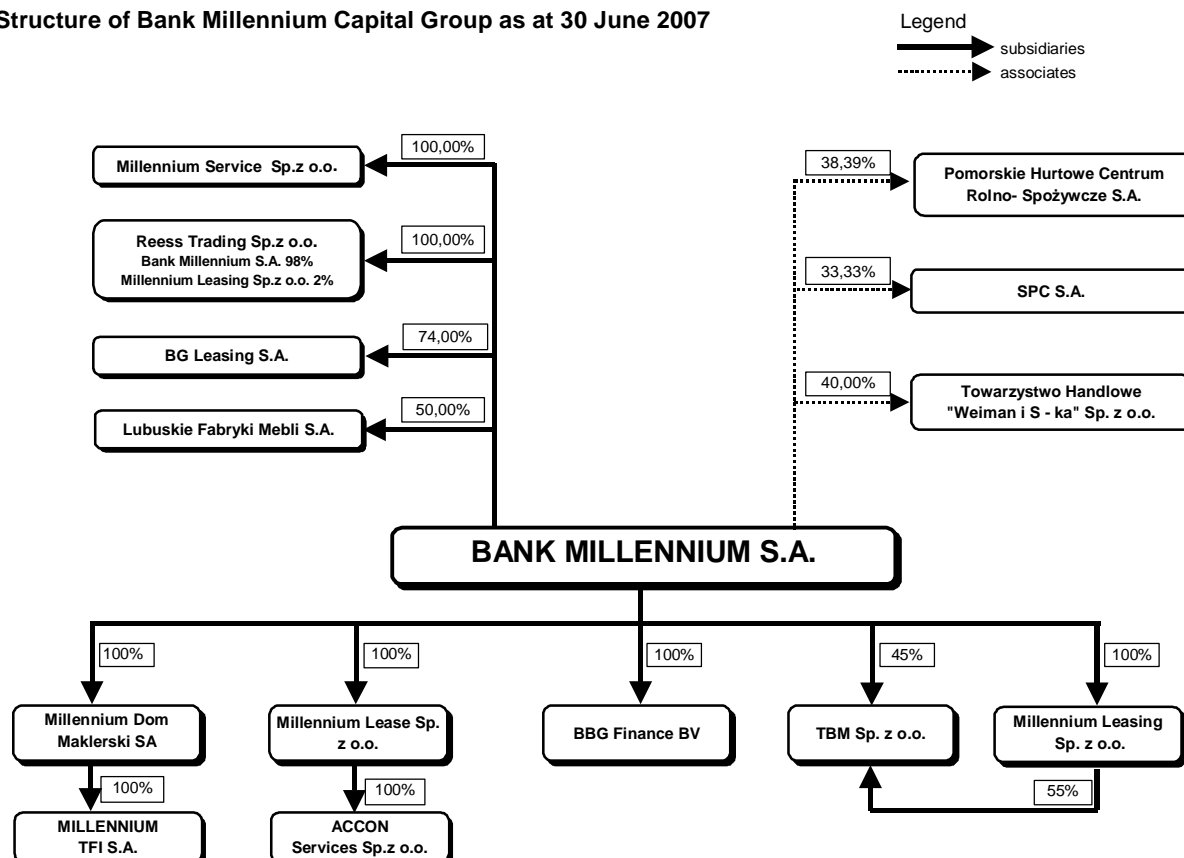 Structure of Bank Millennium Capital Group as at 30 June 2007
Legend
subsidiaries
associates
100,00%
Millennium Service Sp.z o.o.
100,00%
Reess Trading Sp.z o.o.
Bank Millennium S.A. 98%
Millennium Leasing Sp.z o.o. 2%
74,00%
BG Leasing S.A.
50,00%
Lubuskie Fabryki Mebli S.A.
38,39%
Pomorskie Hurtowe Centrum
Rolno- Spożywcze S.A.
33,33%
SPC S.A.
40,00%
Towarzystwo Handlowe
"Weiman i S - ka" Sp. z o.o.
BANK MILLENNIUM S.A.
100%
100%
100%
45%
100%
Millennium Dom
Maklerski SA
Millennium Lease Sp.
z o.o.
BBG Finance BV
TBM Sp. z o.o.
Millennium Leasing
Sp. z o.o.
100%
100%
55%
MILLENNIUM
TFI S.A.
ACCON
Services Sp.z o.o.